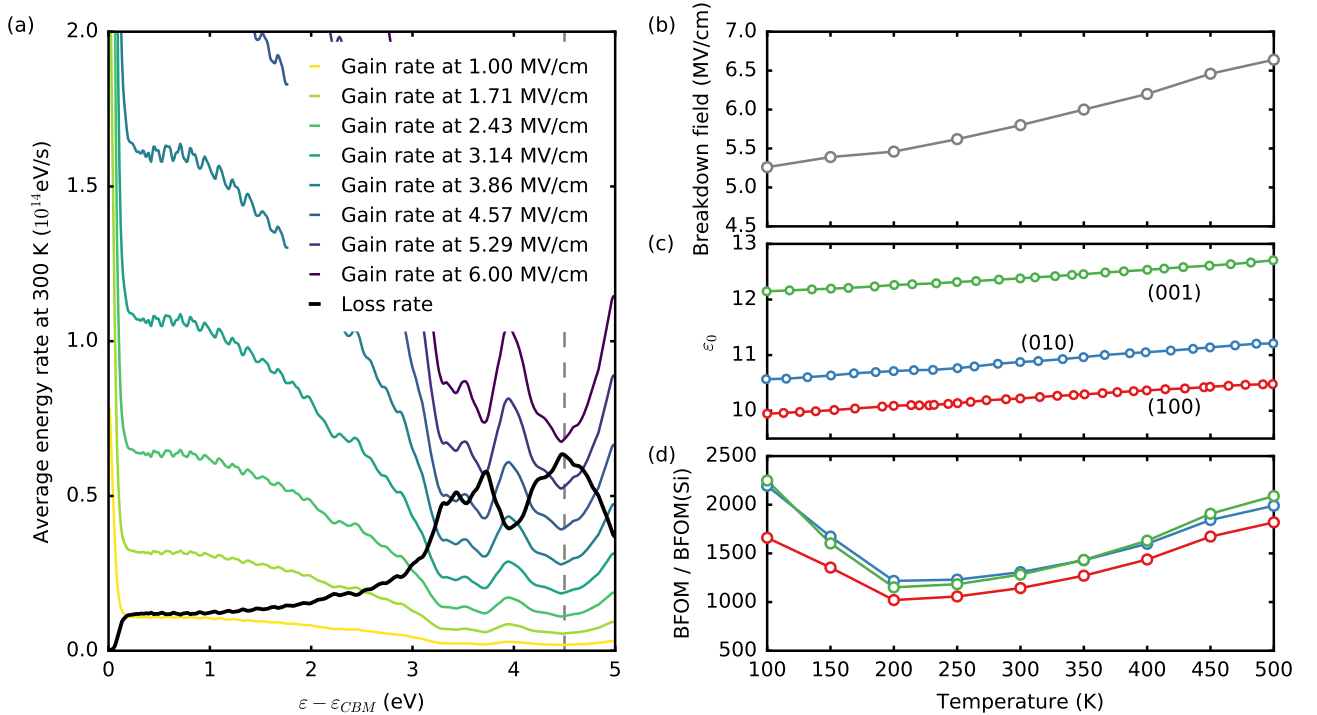 (a)
2.0
1.5
1.0
0.5
0.0
Average energy rate at 300 K (10^14 eV/s)
Gain rate at 1.00 MV/cm
Gain rate at 1.71 MV/cm
Gain rate at 2.43 MV/cm
Gain rate at 3.14 MV/cm
Gain rate at 3.86 MV/cm
Gain rate at 4.57 MV/cm
Gain rate at 5.29 MV/cm
Gain rate at 6.00 MV/cm
Loss rate
0 1 2 3 4 5
ε − ε_CBM (eV)
(b)
7.0
6.5
6.0
5.5
5.0
4.5
Breakdown field (MV/cm)
(c)
13
12
11
10
ε_0
(001)
(010)
(100)
(d)
2500
2000
1500
1000
500
BFOM / BFOM(Si)
100 150 200 250 300 350 400 450 500
Temperature (K)